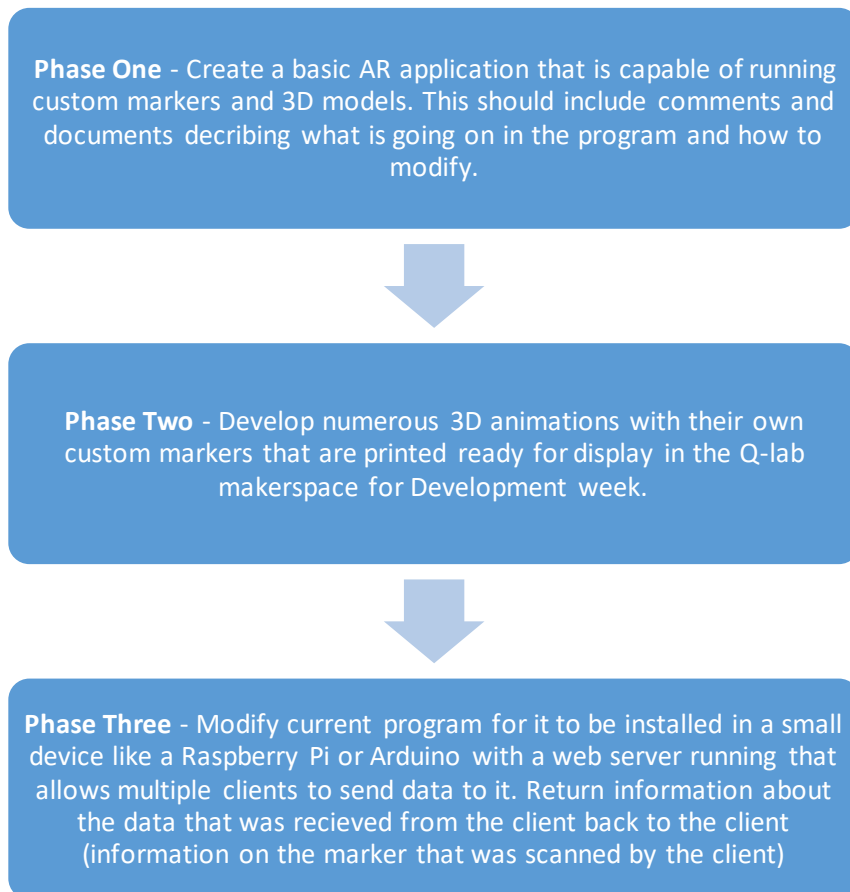 Phase One - Create a basic AR application that is capable of running
custom markers and 3D models. This should include comments and
documents decribing what is going on in the program and how to
modify.
Phase Two - Develop numerous 3D animations with their own
custom markers that are printed ready for display in the Q-lab
makerspace for Development week.
Phase Three - Modify current program for it to be installed in a small
device like a Raspberry Pi or Arduino with a web server running that
allows multiple clients to send data to it. Return information about
the data that was recieved from the client back to the client
(information on the marker that was scanned by the client)